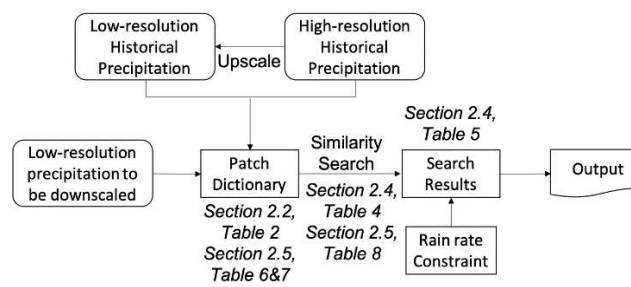 Low-resolution
Historical
Precipitation
Upscale
High-resolution
Historical
Precipitation
Low-resolution
precipitation to
be downscaled
Patch
Dictionary
Section 2.2,
Table 2
Section 2.5,
Table 6&7
Similarity
Search
Section 2.4,
Table 4
Section 2.5,
Table 8
Section 2.4,
Table 5
Search
Results
Rain rate
Constraint
Output